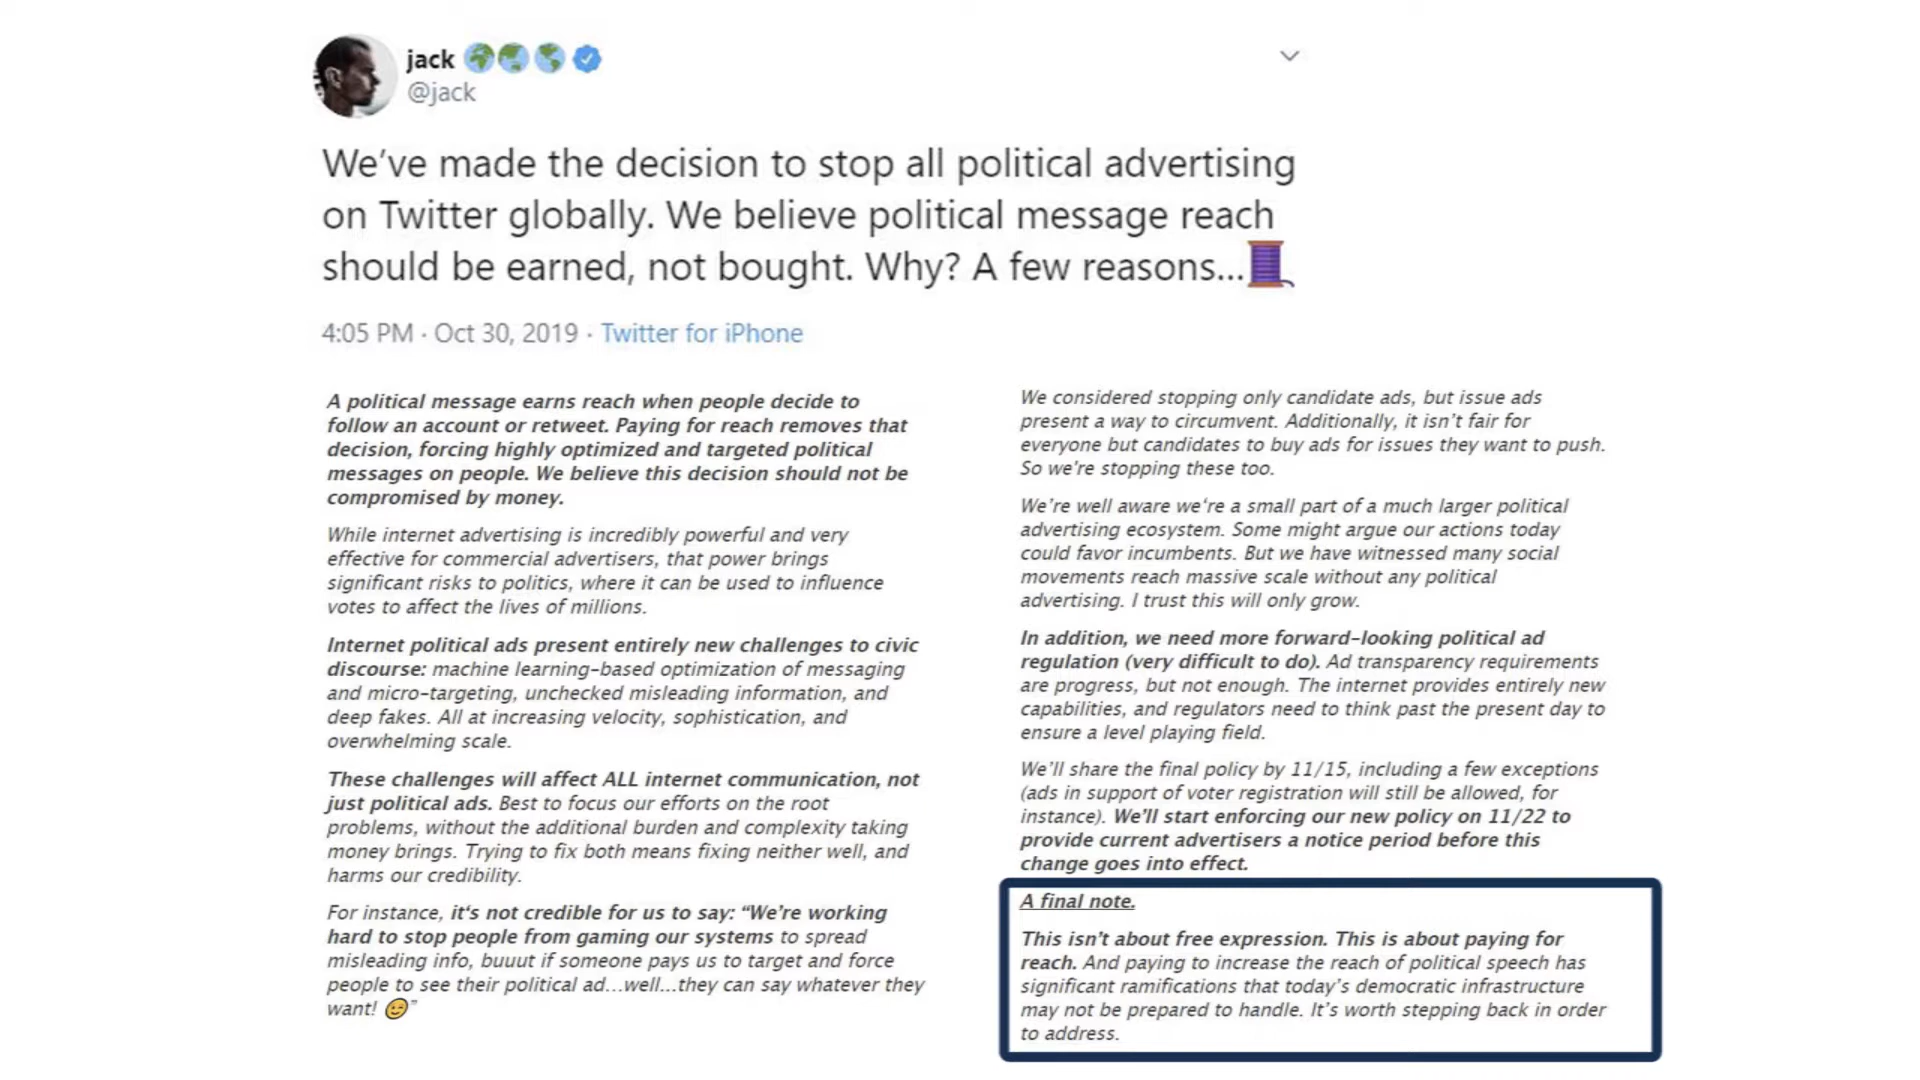 jack 🌍🌏🌎
@jack
We’ve made the decision to stop all political advertising
on Twitter globally. We believe political message reach
should be earned, not bought. Why? A few reasons…🧵
4:05 PM · Oct 30, 2019 · Twitter for iPhone
A political message earns reach when people decide to
follow an account or retweet. Paying for reach removes that
decision, forcing highly optimized and targeted political
messages on people. We believe this decision should not be
compromised by money.
While internet advertising is incredibly powerful and very
effective for commercial advertisers, that power brings
significant risks to politics, where it can be used to influence
votes to affect the lives of millions.
Internet political ads present entirely new challenges to civic
discourse: machine learning-based optimization of messaging
and micro-targeting, unchecked misleading information, and
deep fakes. All at increasing velocity, sophistication, and
overwhelming scale.
These challenges will affect ALL internet communication, not
just political ads. Best to focus our efforts on the root
problems, without the additional burden and complexity taking
money brings. Trying to fix both means fixing neither well, and
harms our credibility.
For instance, it‘s not credible for us to say: “We’re working
hard to stop people from gaming our systems to spread
misleading info, buuut if someone pays us to target and force
people to see their political ad…well…they can say whatever they
want! 😉”
We considered stopping only candidate ads, but issue ads
present a way to circumvent. Additionally, it isn’t fair for
everyone but candidates to buy ads for issues they want to push.
So we’re stopping these too.
We’re well aware we‘re a small part of a much larger political
advertising ecosystem. Some might argue our actions today
could favor incumbents. But we have witnessed many social
movements reach massive scale without any political
advertising. I trust this will only grow.
In addition, we need more forward-looking political ad
regulation (very difficult to do). Ad transparency requirements
are progress, but not enough. The internet provides entirely new
capabilities, and regulators need to think past the present day to
ensure a level playing field.
We’ll share the final policy by 11/15, including a few exceptions
(ads in support of voter registration will still be allowed, for
instance). We’ll start enforcing our new policy on 11/22 to
provide current advertisers a notice period before this
change goes into effect.
A final note.
This isn’t about free expression. This is about paying for
reach. And paying to increase the reach of political speech has
significant ramifications that today’s democratic infrastructure
may not be prepared to handle. It’s worth stepping back in order
to address.